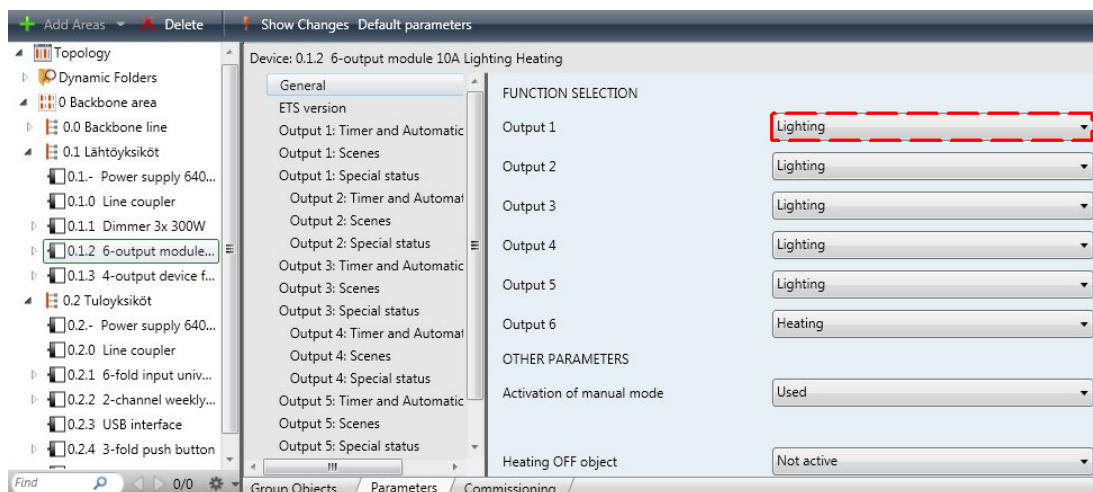 Add Areas
Delete
Show Changes
Default parameters
Topology
Dynamic Folders
0 Backbone area
0.0 Backbone line
0.1 Lähtöyksiköt
0.1.- Power supply 640...
0.1.0 Line coupler
0.1.1 Dimmer 3x 300W
0.1.2 6-output module...
0.1.3 4-output device f...
0.2 Tuloyksiköt
0.2.- Power supply 640...
0.2.0 Line coupler
0.2.1 6-fold input univ...
0.2.2 2-channel weekly...
0.2.3 USB interface
0.2.4 3-fold push button
Find
0/0
Device: 0.1.2 6-output module 10A Lighting Heating
General
ETS version
Output 1: Timer and Automatic
Output 1: Scenes
Output 1: Special status
Output 2: Timer and Automat
Output 2: Scenes
Output 2: Special status
Output 3: Timer and Automatic
Output 3: Scenes
Output 3: Special status
Output 4: Timer and Automat
Output 4: Scenes
Output 4: Special status
Output 5: Timer and Automatic
Output 5: Scenes
Output 5: Special status
FUNCTION SELECTION
Output 1 Lighting
Output 2 Lighting
Output 3 Lighting
Output 4 Lighting
Output 5 Lighting
Output 6 Heating
OTHER PARAMETERS
Activation of manual mode Used
Heating OFF object Not active
Group Objects
Parameters
Commissioning